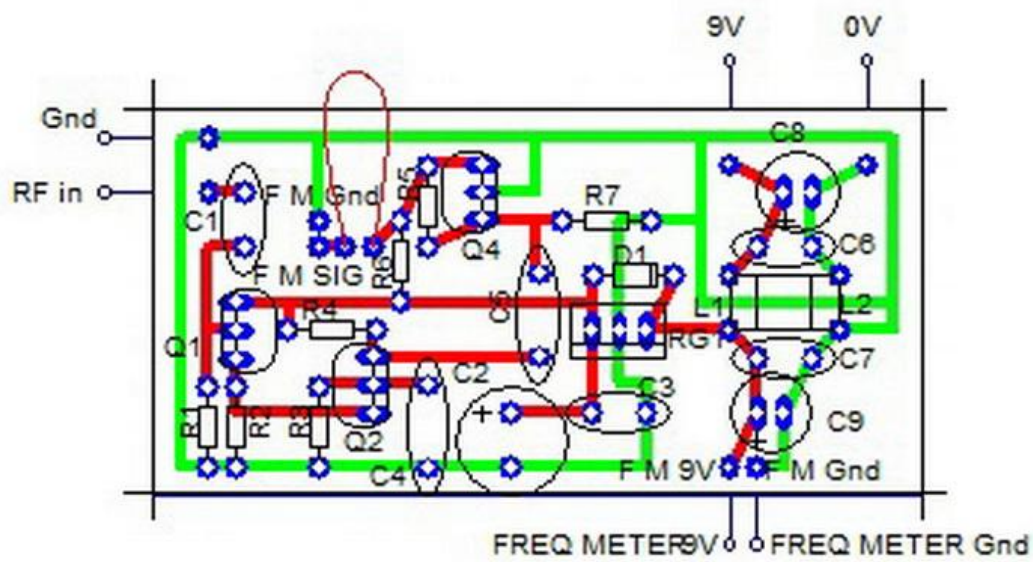 9V 0V
Gnd
C8
RF in
F M Gnd
R5
R7
C1
Q4
C6
F M SIG
R6
D1
C5
L1
L2
R4
RG1
Q1
C2
C3
C7
R1
R2
R3
+
Q2
C9
+
+
C4
F M 9V
F M Gnd
FREQ METER9V
FREQ METER Gnd